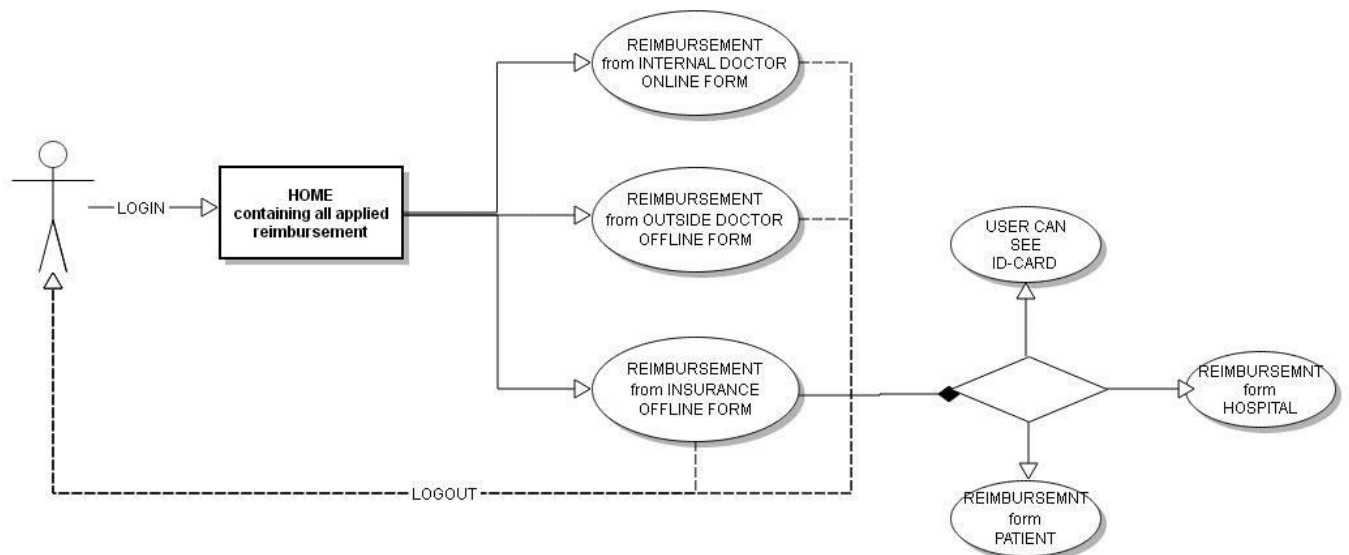 REIMBURSEMENT
from INTERNAL DOCTOR
ONLINE FORM
LOGIN
HOME
containing all applied
reimbursement
REIMBURSEMENT
from OUTSIDE DOCTOR
OFFLINE FORM
USER CAN
SEE
ID-CARD
REIMBURSEMENT
from INSURANCE
OFFLINE FORM
REIMBURSEMNT
form
HOSPITAL
LOGOUT
REIMBURSEMNT
form
PATIENT